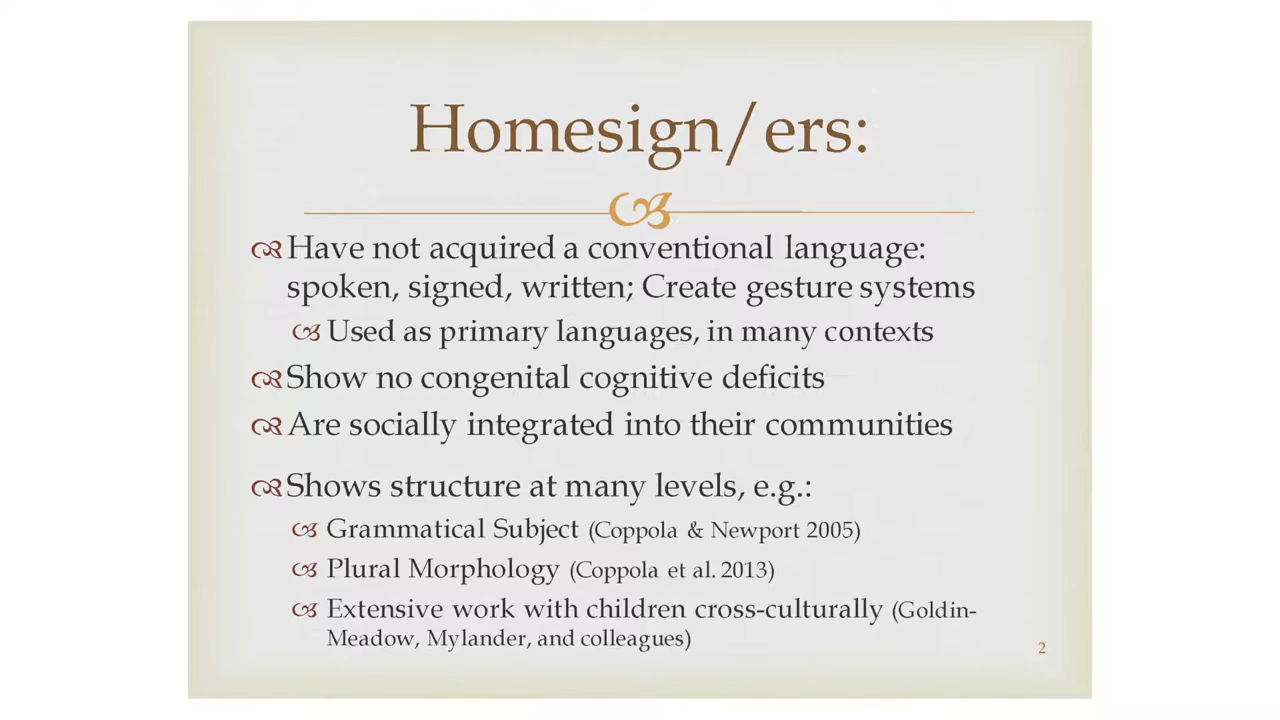 Homesign/ers:
Have not acquired a conventional language:
spoken, signed, written; Create gesture systems
Used as primary languages, in many contexts
Show no congenital cognitive deficits
Are socially integrated into their communities
Shows structure at many levels, e.g.:
Grammatical Subject (Coppola & Newport 2005)
Plural Morphology (Coppola et al. 2013)
Extensive work with children cross-culturally (Goldin-
Meadow, Mylander, and colleagues)
2